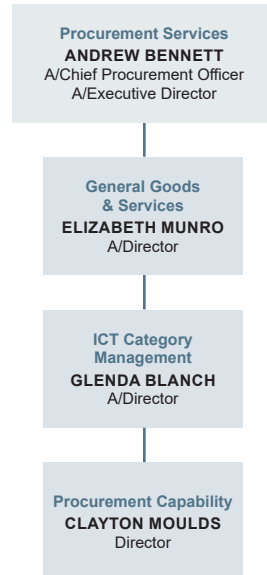 Procurement Services
ANDREW BENNETT
A/Chief Procurement Officer
A/Executive Director
General Goods
& Services
ELIZABETH MUNRO
A/Director
ICT Category
Management
GLENDA BLANCH
A/Director
Procurement Capability
CLAYTON MOULDS
Director